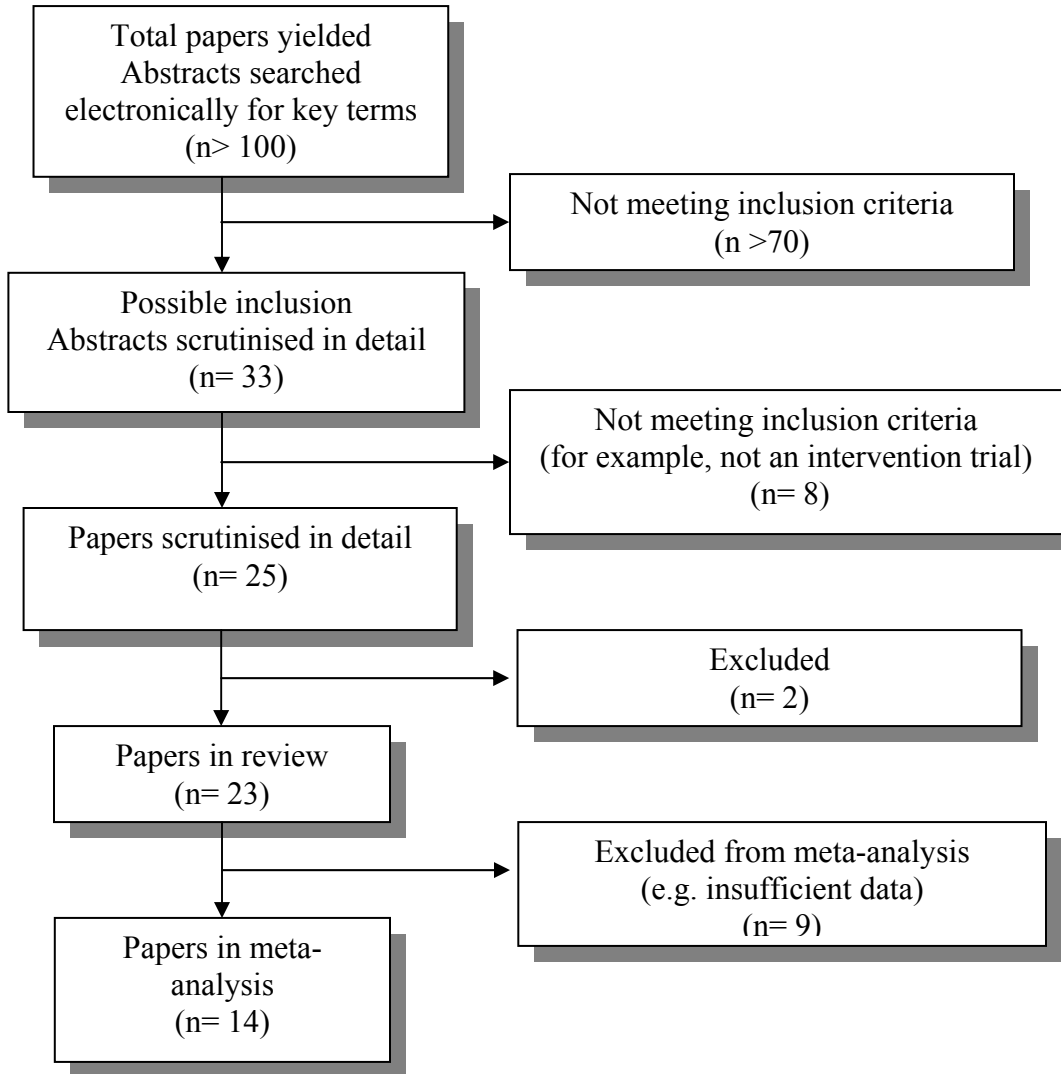 Total papers yielded
Abstracts searched
electronically for key terms
(n> 100)
Not meeting inclusion criteria
(n >70)
Possible inclusion
Abstracts scrutinised in detail
(n= 33)
Not meeting inclusion criteria
(for example, not an intervention trial)
(n= 8)
Papers scrutinised in detail
(n= 25)
Excluded
(n= 2)
Papers in review
(n= 23)
Excluded from meta-analysis
(e.g. insufficient data)
(n= 9)
Papers in meta-
analysis
(n= 14)